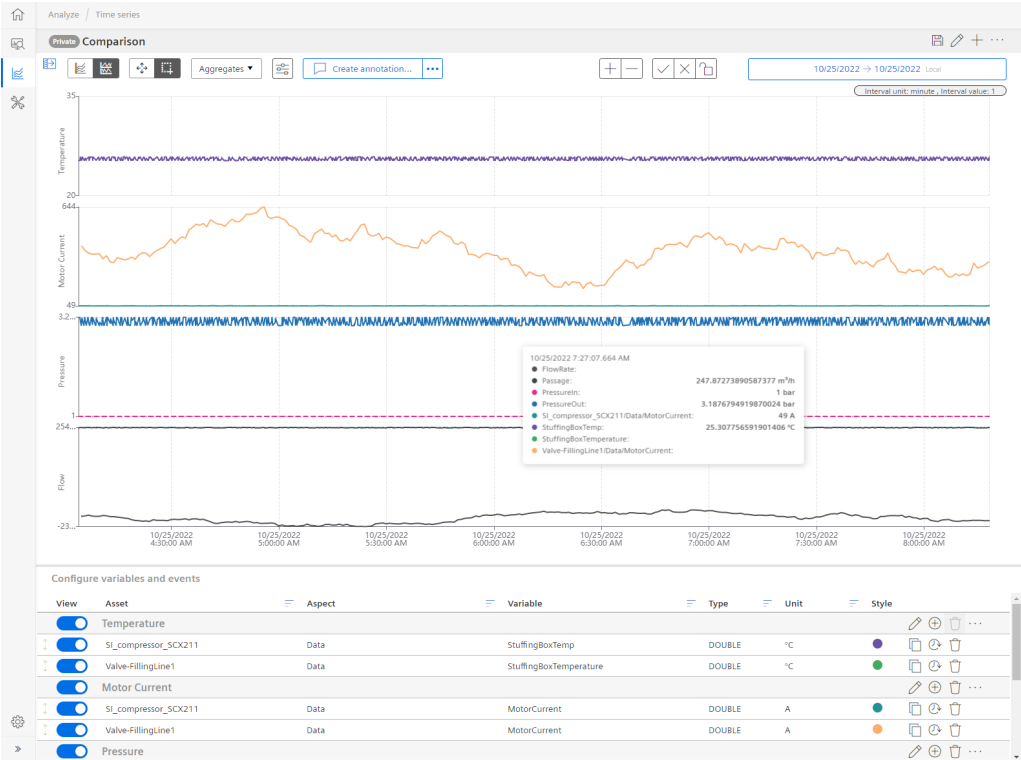 Analyze / Time series
Private Comparison
Aggregates
Create annotation...
10/25/2022 → 10/25/2022 Local
Interval unit: minute , Interval value: 1
35
Temperature
20
644
Motor Current
49
3.2...
Pressure
1
254...
Flow
-23...
10/25/2022 7:27:07.664 AM
FlowRate:
Passage: 247.87273890587377 m³/h
PressureIn: 1 bar
PressureOut: 3.1876794919870024 bar
SI_compressor_SCX211/Data/MotorCurrent: 49 A
StuffingBoxTemp: 25.307756591901406 °C
StuffingBoxTemperature:
Valve-FillingLine1/Data/MotorCurrent:
10/25/2022 10/25/2022 10/25/2022 10/25/2022 10/25/2022 10/25/2022 10/25/2022 10/25/2022
4:30:00 AM 5:00:00 AM 5:30:00 AM 6:00:00 AM 6:30:00 AM 7:00:00 AM 7:30:00 AM 8:00:00 AM
Configure variables and events
View Asset Aspect Variable Type Unit Style
Temperature
SI_compressor_SCX211 Data StuffingBoxTemp DOUBLE °C
Valve-FillingLine1 Data StuffingBoxTemperature DOUBLE °C
Motor Current
SI_compressor_SCX211 Data MotorCurrent DOUBLE A
Valve-FillingLine1 Data MotorCurrent DOUBLE A
Pressure